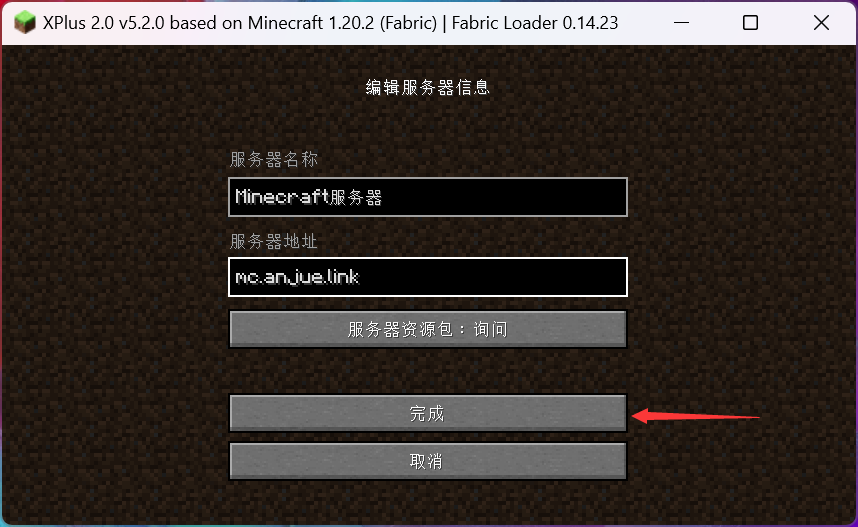 XPlus 2.0 v5.2.0 based on Minecraft 1.20.2 (Fabric) | Fabric Loader 0.14.23
编辑服务器信息
服务器名称
Minecraft服务器
服务器地址
mc.anjue.link
服务器资源包：询问
完成
取消